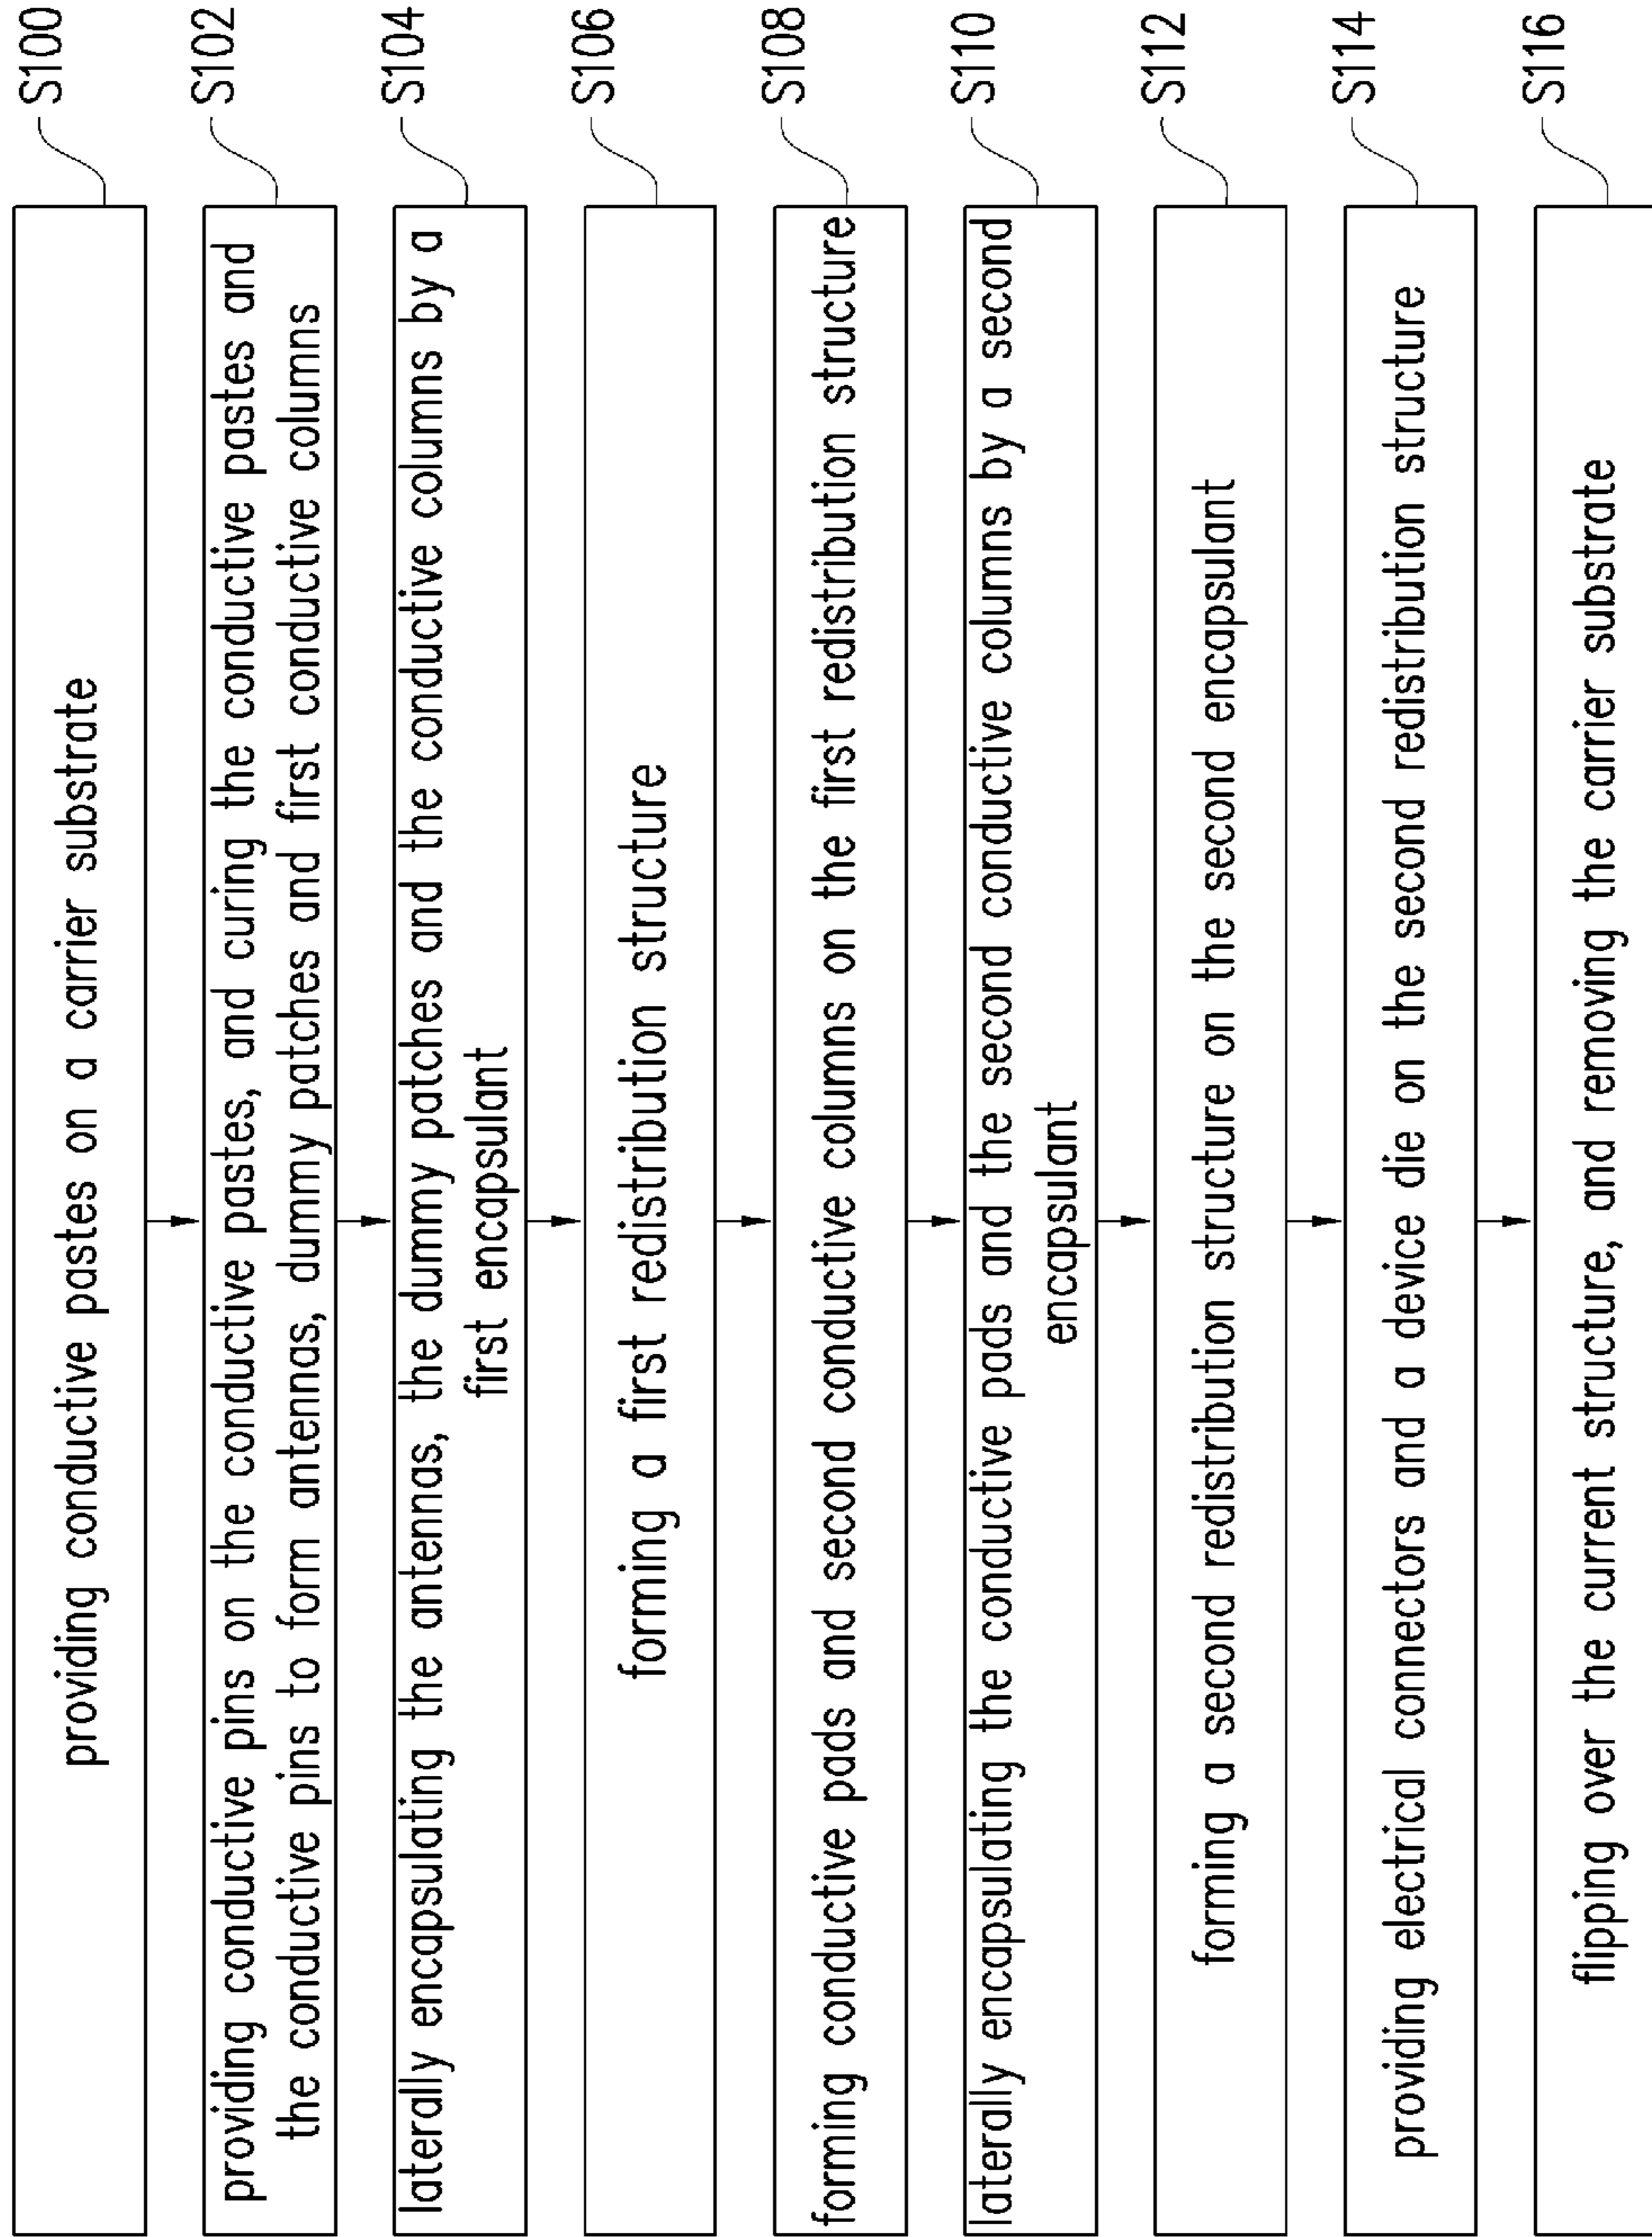 providing conductive pastes on a carrier substrate
S100
providing conductive pins on the conductive pastes, and curing the conductive pastes and
the conductive pins to form antennas, dummy patches and first conductive columns
S102
laterally encapsulating the antennas, the dummy patches and the conductive columns by a
first encapsulant
S104
forming a first redistribution structure
S106
forming conductive pads and second conductive columns on the first redistribution structure
S108
laterally encapsulating the conductive pads and the second conductive columns by a second
encapsulant
S110
forming a second redistribution structure on the second encapsulant
S112
providing electrical connectors and a device die on the second redistribution structure
S114
flipping over the current structure, and removing the carrier substrate
S116